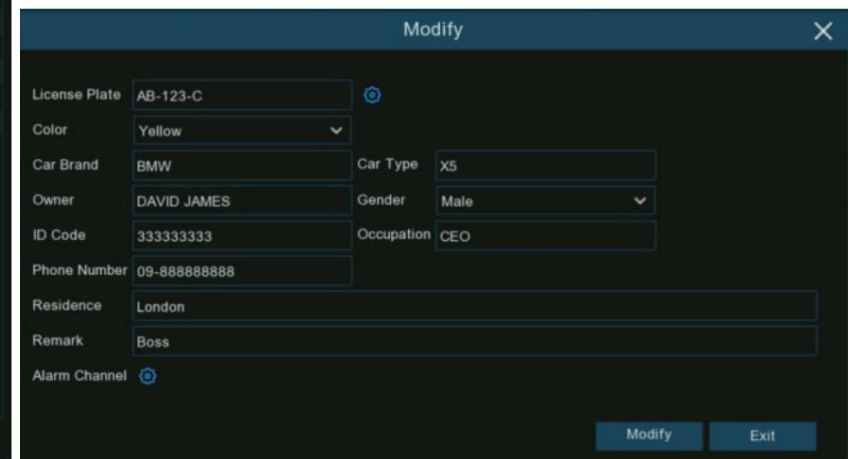 Modify
License Plate AB-123-C
Color Yellow
Car Brand BMW Car Type X5
Owner DAVID JAMES Gender Male
ID Code 333333333 Occupation CEO
Phone Number 09-888888888
Residence London
Remark Boss
Alarm Channel
Modify Exit